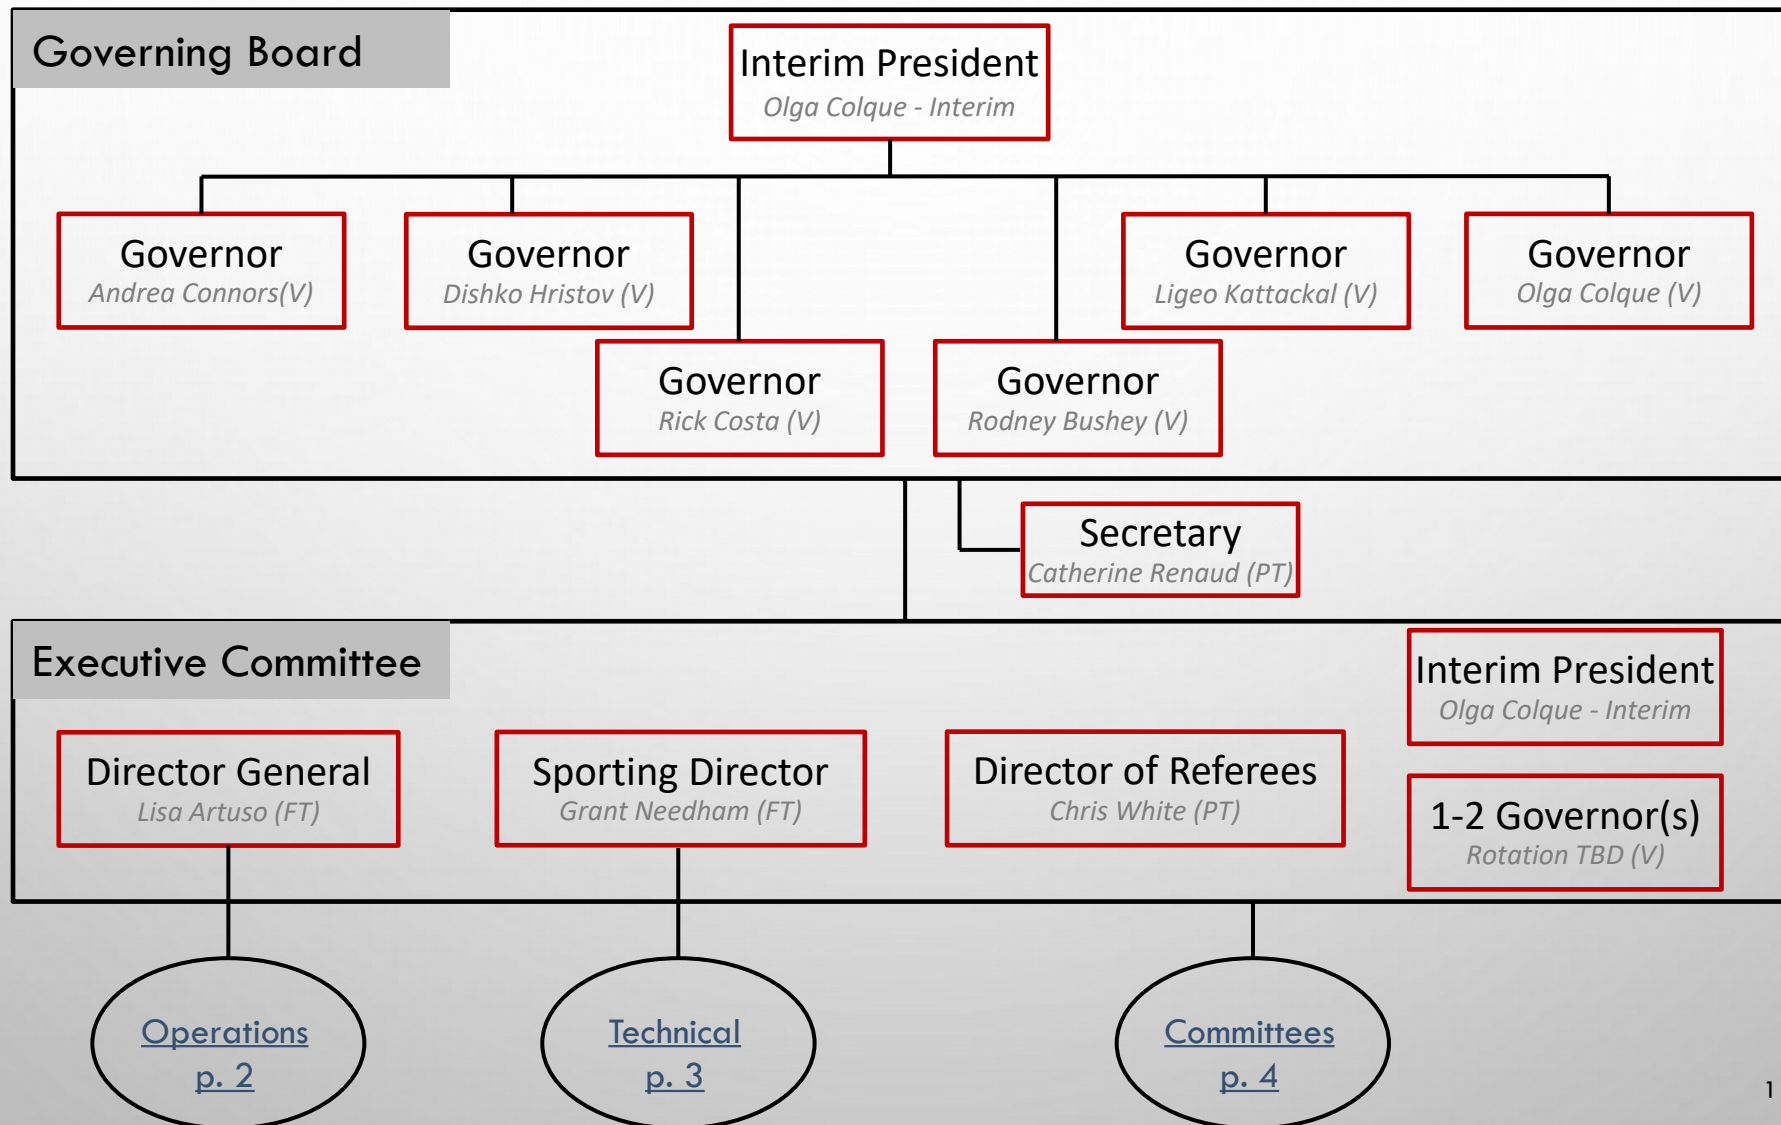 Governing Board
Interim President
Olga Colque - Interim
Governor
Andrea Connors(V)
Governor
Dishko Hristov (V)
Governor
Ligeo Kattackal (V)
Governor
Olga Colque (V)
Governor
Rick Costa (V)
Governor
Rodney Bushey (V)
Secretary
Catherine Renaud (PT)
Executive Committee
Interim President
Olga Colque - Interim
Director General
Lisa Artuso (FT)
Sporting Director
Grant Needham (FT)
Director of Referees
Chris White (PT)
1-2 Governor(s)
Rotation TBD (V)
Operations
p. 2
Technical
p. 3
Committees
p. 4
1